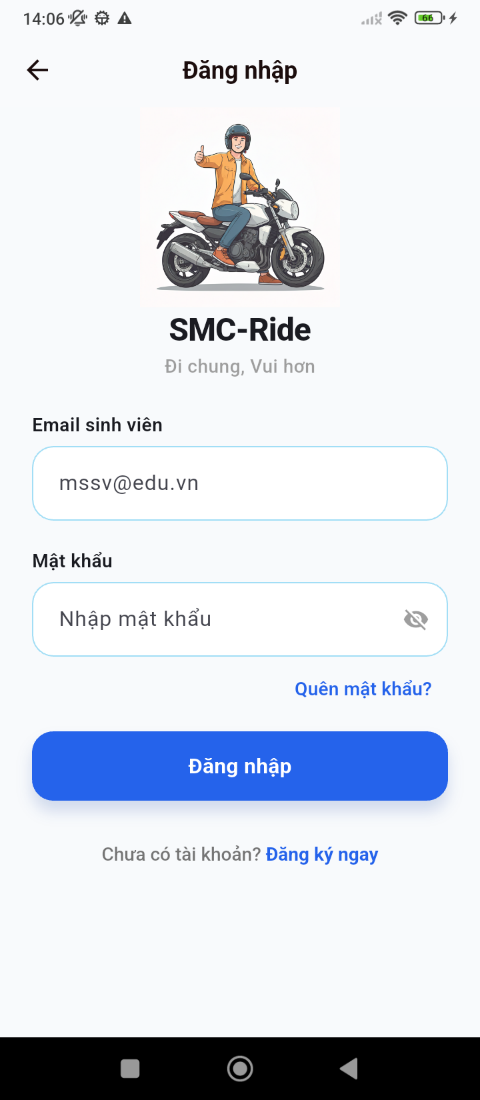 14:06
66
Đăng nhập
SMC-Ride
Đi chung, Vui hơn
Email sinh viên
mssv@edu.vn
Mật khẩu
Nhập mật khẩu
Quên mật khẩu?
Đăng nhập
Chưa có tài khoản? Đăng ký ngay